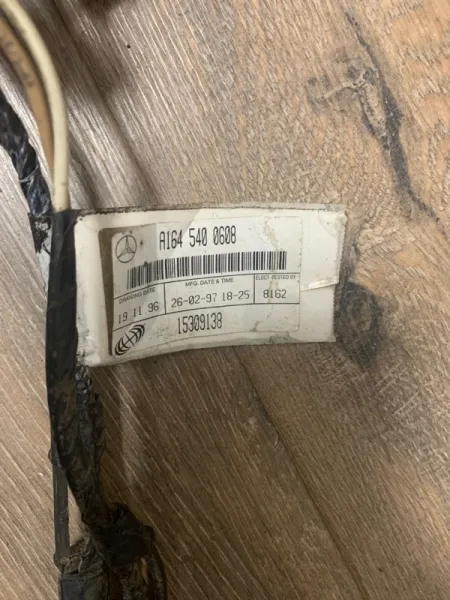 A164 540 0608
DRAWING DATE MFG. DATE & TIME ELECT. TESTED BY
19 11 96 26-02-97 18-25 8162
15309138